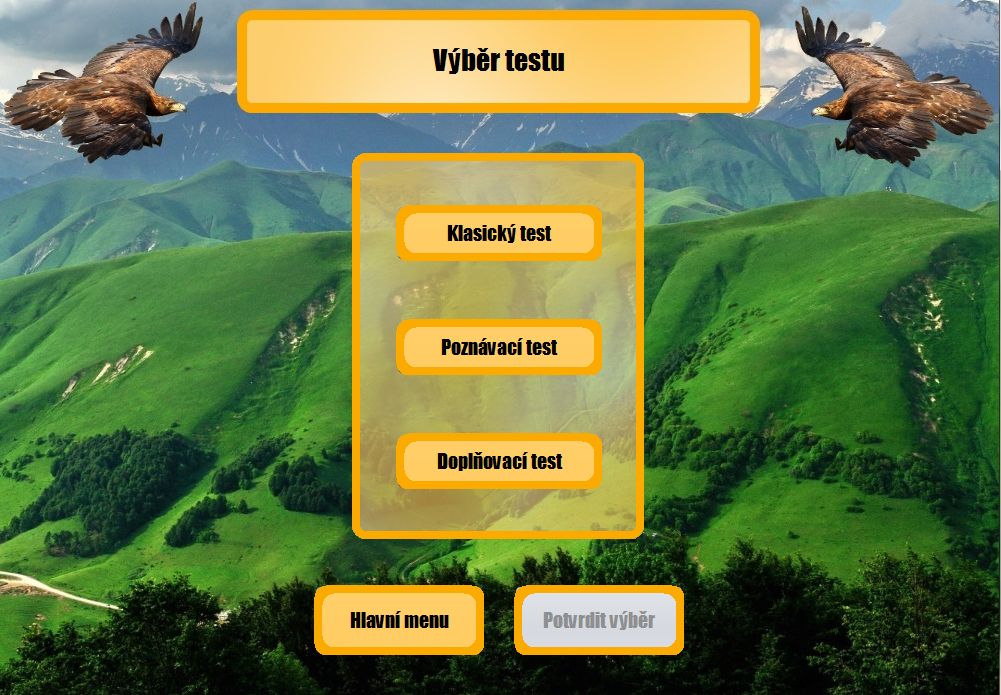 Výběr testu
Klasický test
Poznávací test
Doplňovací test
Hlavní menu
Potvrdit výběr